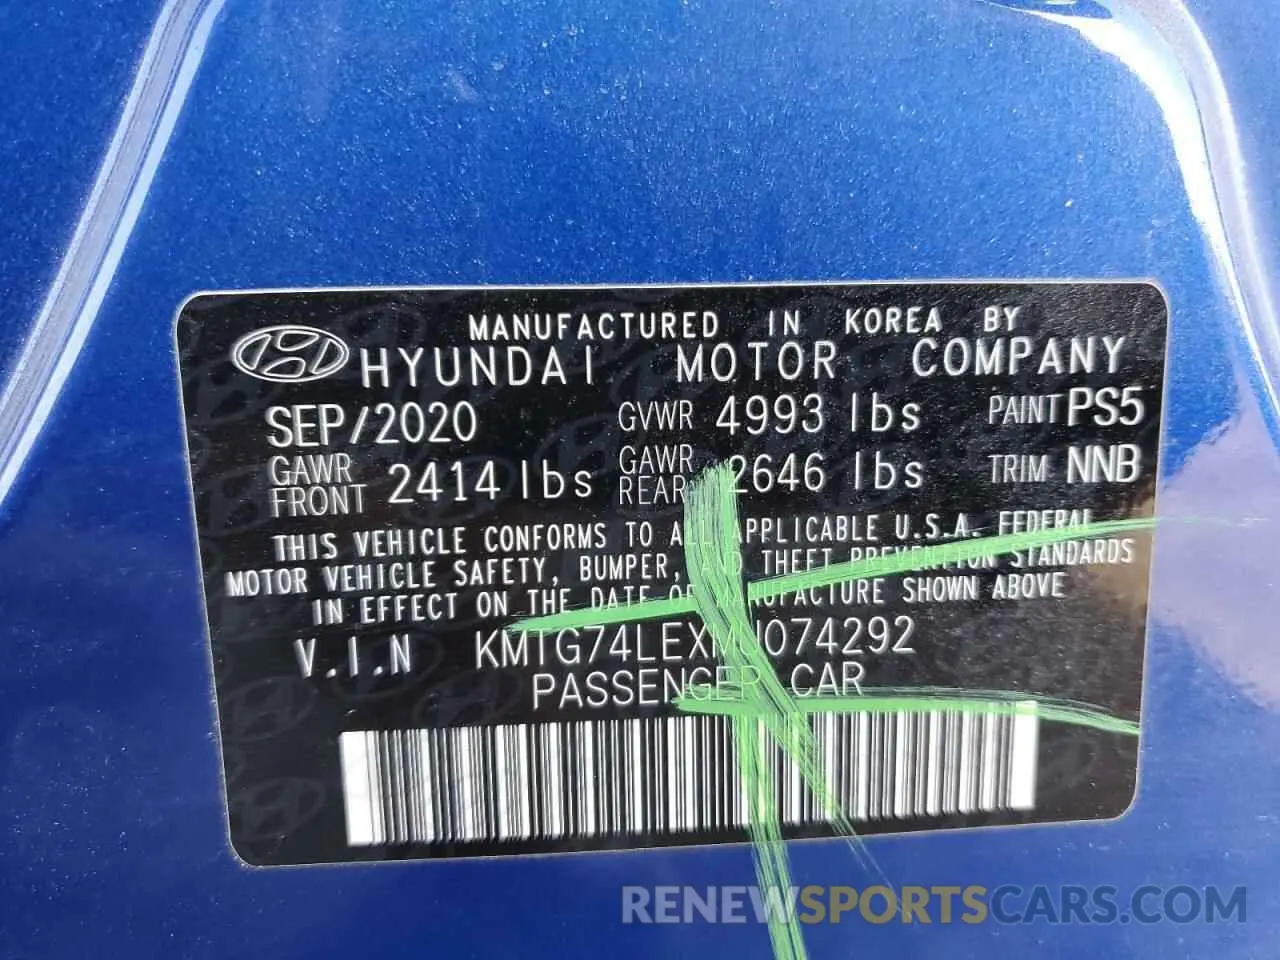 MANUFACTURED IN KOREA BY
HYUNDAI MOTOR COMPANY
SEP/2020 GVWR 4993 lbs PAINT PS5
GAWR FRONT 2414 lbs GAWR REAR 2646 lbs TRIM NNB
THIS VEHICLE CONFORMS TO ALL APPLICABLE U.S.A. FEDERAL
MOTOR VEHICLE SAFETY, BUMPER, AND THEFT PREVENTION STANDARDS
IN EFFECT ON THE DATE OF MANUFACTURE SHOWN ABOVE
V.I.N KMTG74LEXMU074292
PASSENGER CAR
RENEWSPORTSCARS.COM